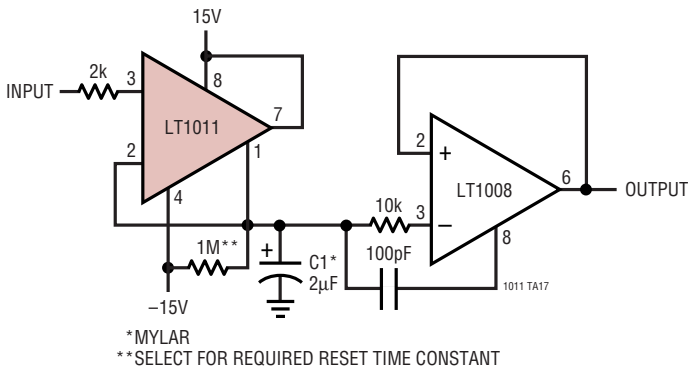 15V
2k
INPUT
3
8
LT1011
7
2
1
4
2
+
6
LT1008
OUTPUT
10k
3
–
8
1M**
+
C1*
2µF
100pF
1011 TA17
–15V
*MYLAR
**SELECT FOR REQUIRED RESET TIME CONSTANT